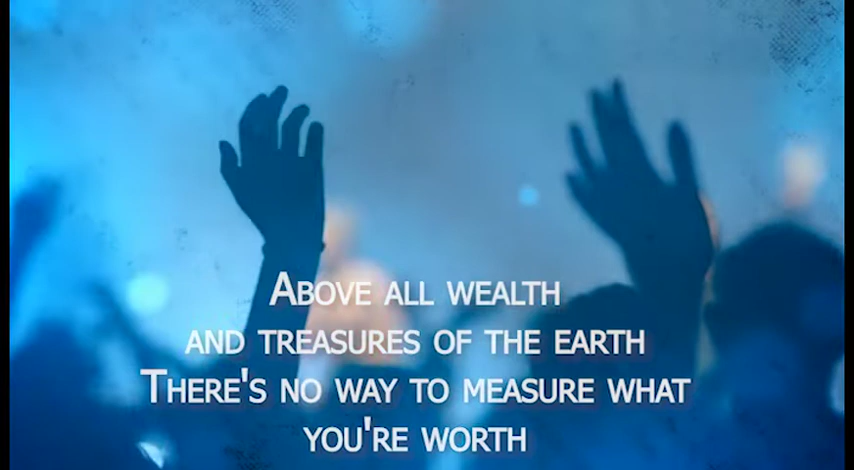 Above all wealth
and treasures of the earth
There's no way to measure what
you're worth